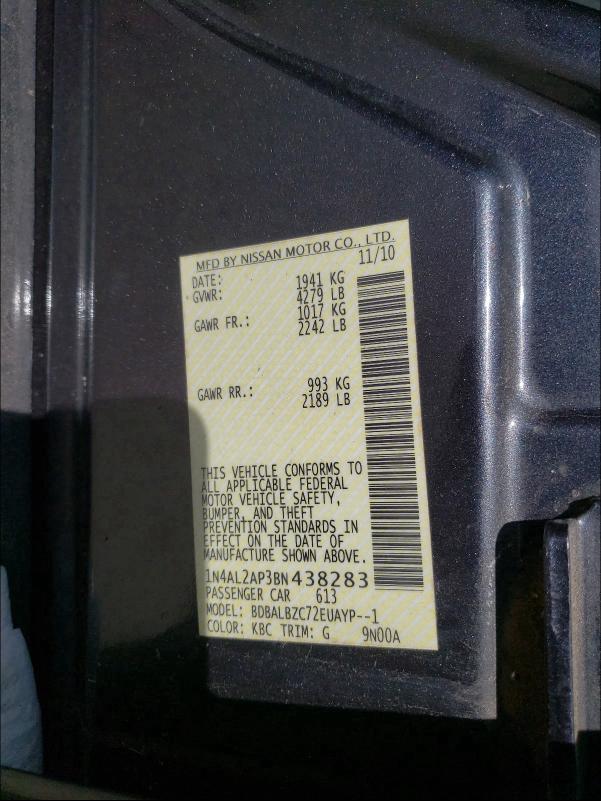 MFD BY NISSAN MOTOR CO., LTD.
DATE: 11/10
GVWR: 1941 KG
4279 LB
GAWR FR.: 1017 KG
2242 LB
GAWR RR.: 993 KG
2189 LB
THIS VEHICLE CONFORMS TO
ALL APPLICABLE FEDERAL
MOTOR VEHICLE SAFETY,
BUMPER, AND THEFT
PREVENTION STANDARDS IN
EFFECT ON THE DATE OF
MANUFACTURE SHOWN ABOVE.
1N4AL2AP3BN438283
PASSENGER CAR 613
MODEL: BDBALBZC72EUAYP--1
COLOR: KBC TRIM: G 9N00A